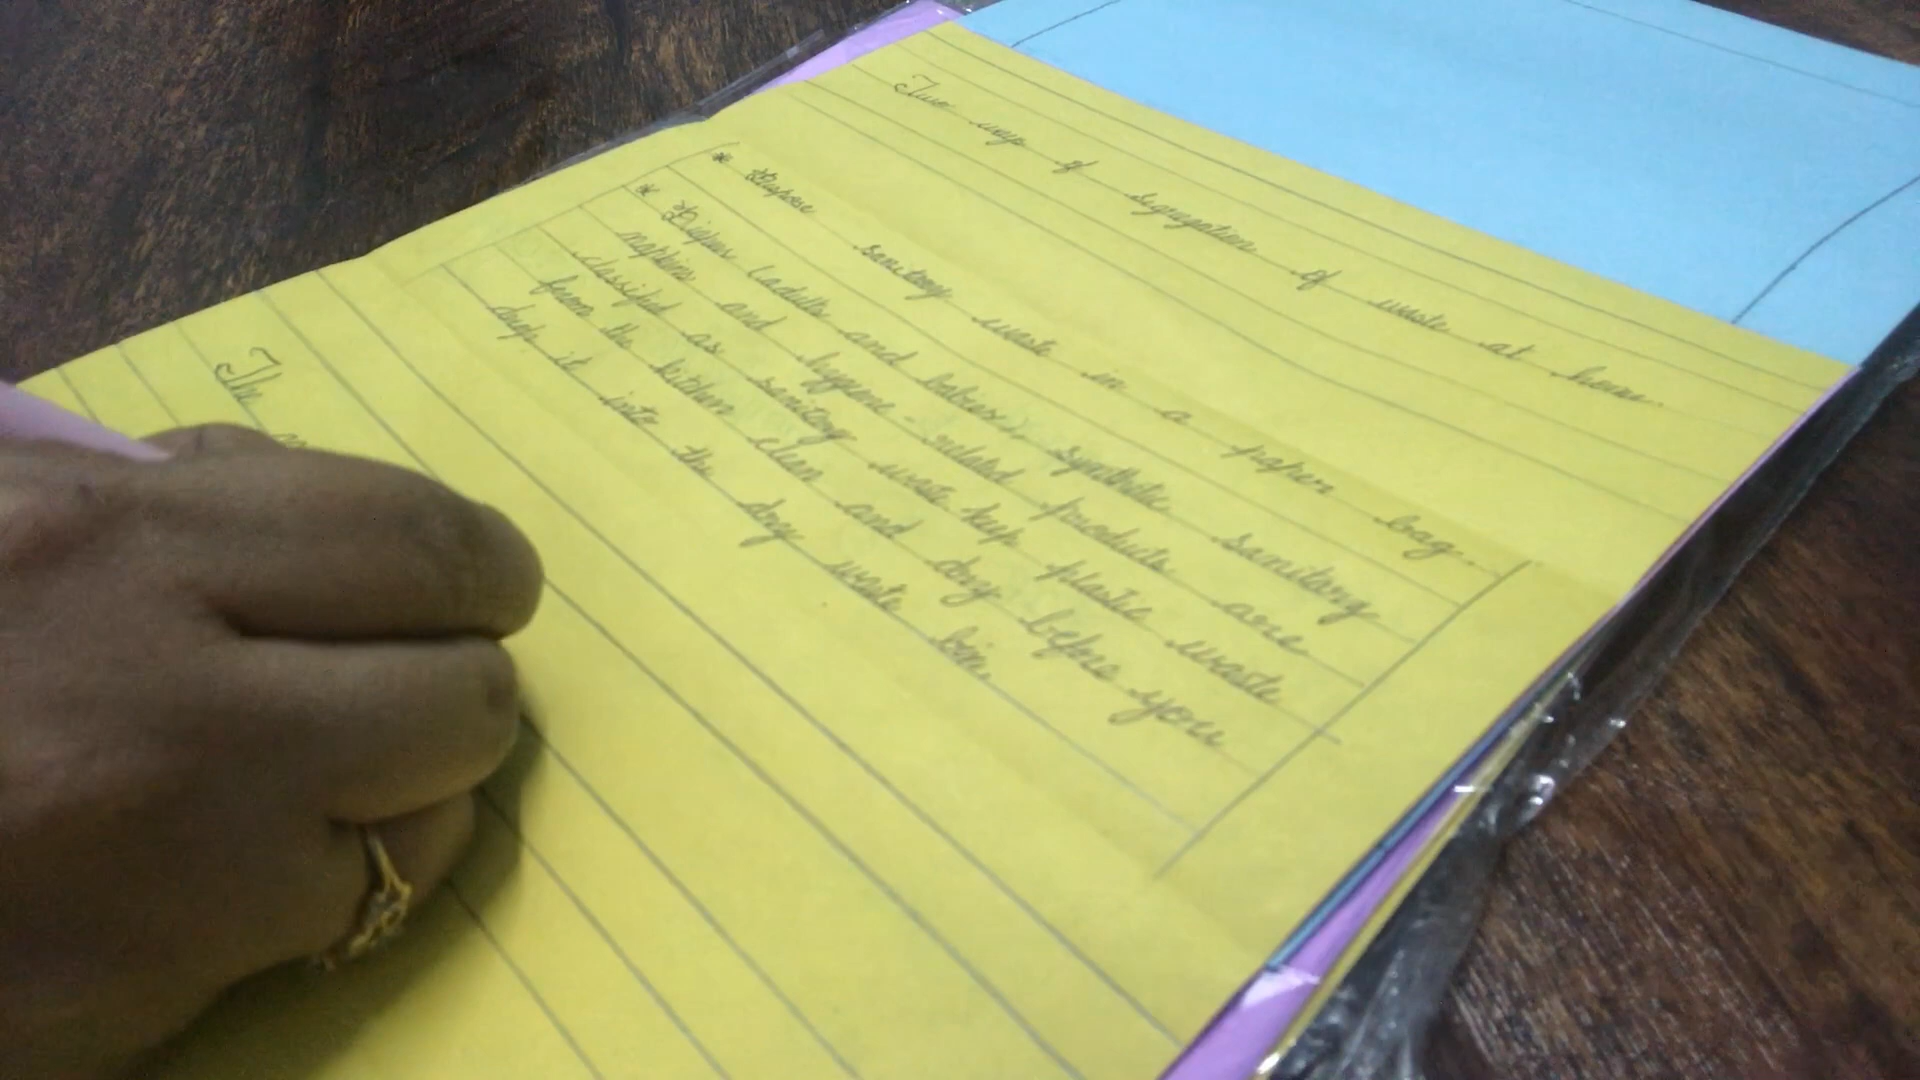 Two ways of segregation of waste at home.
* Dispose sanitary waste in a paper bag.
* Diapers (adults and babies), synthetic sanitary
napkins and hygiene-related products are
classified as sanitary waste keep plastic waste
from the kitchen clean and dry before you
drop it into the dry waste bin.
The